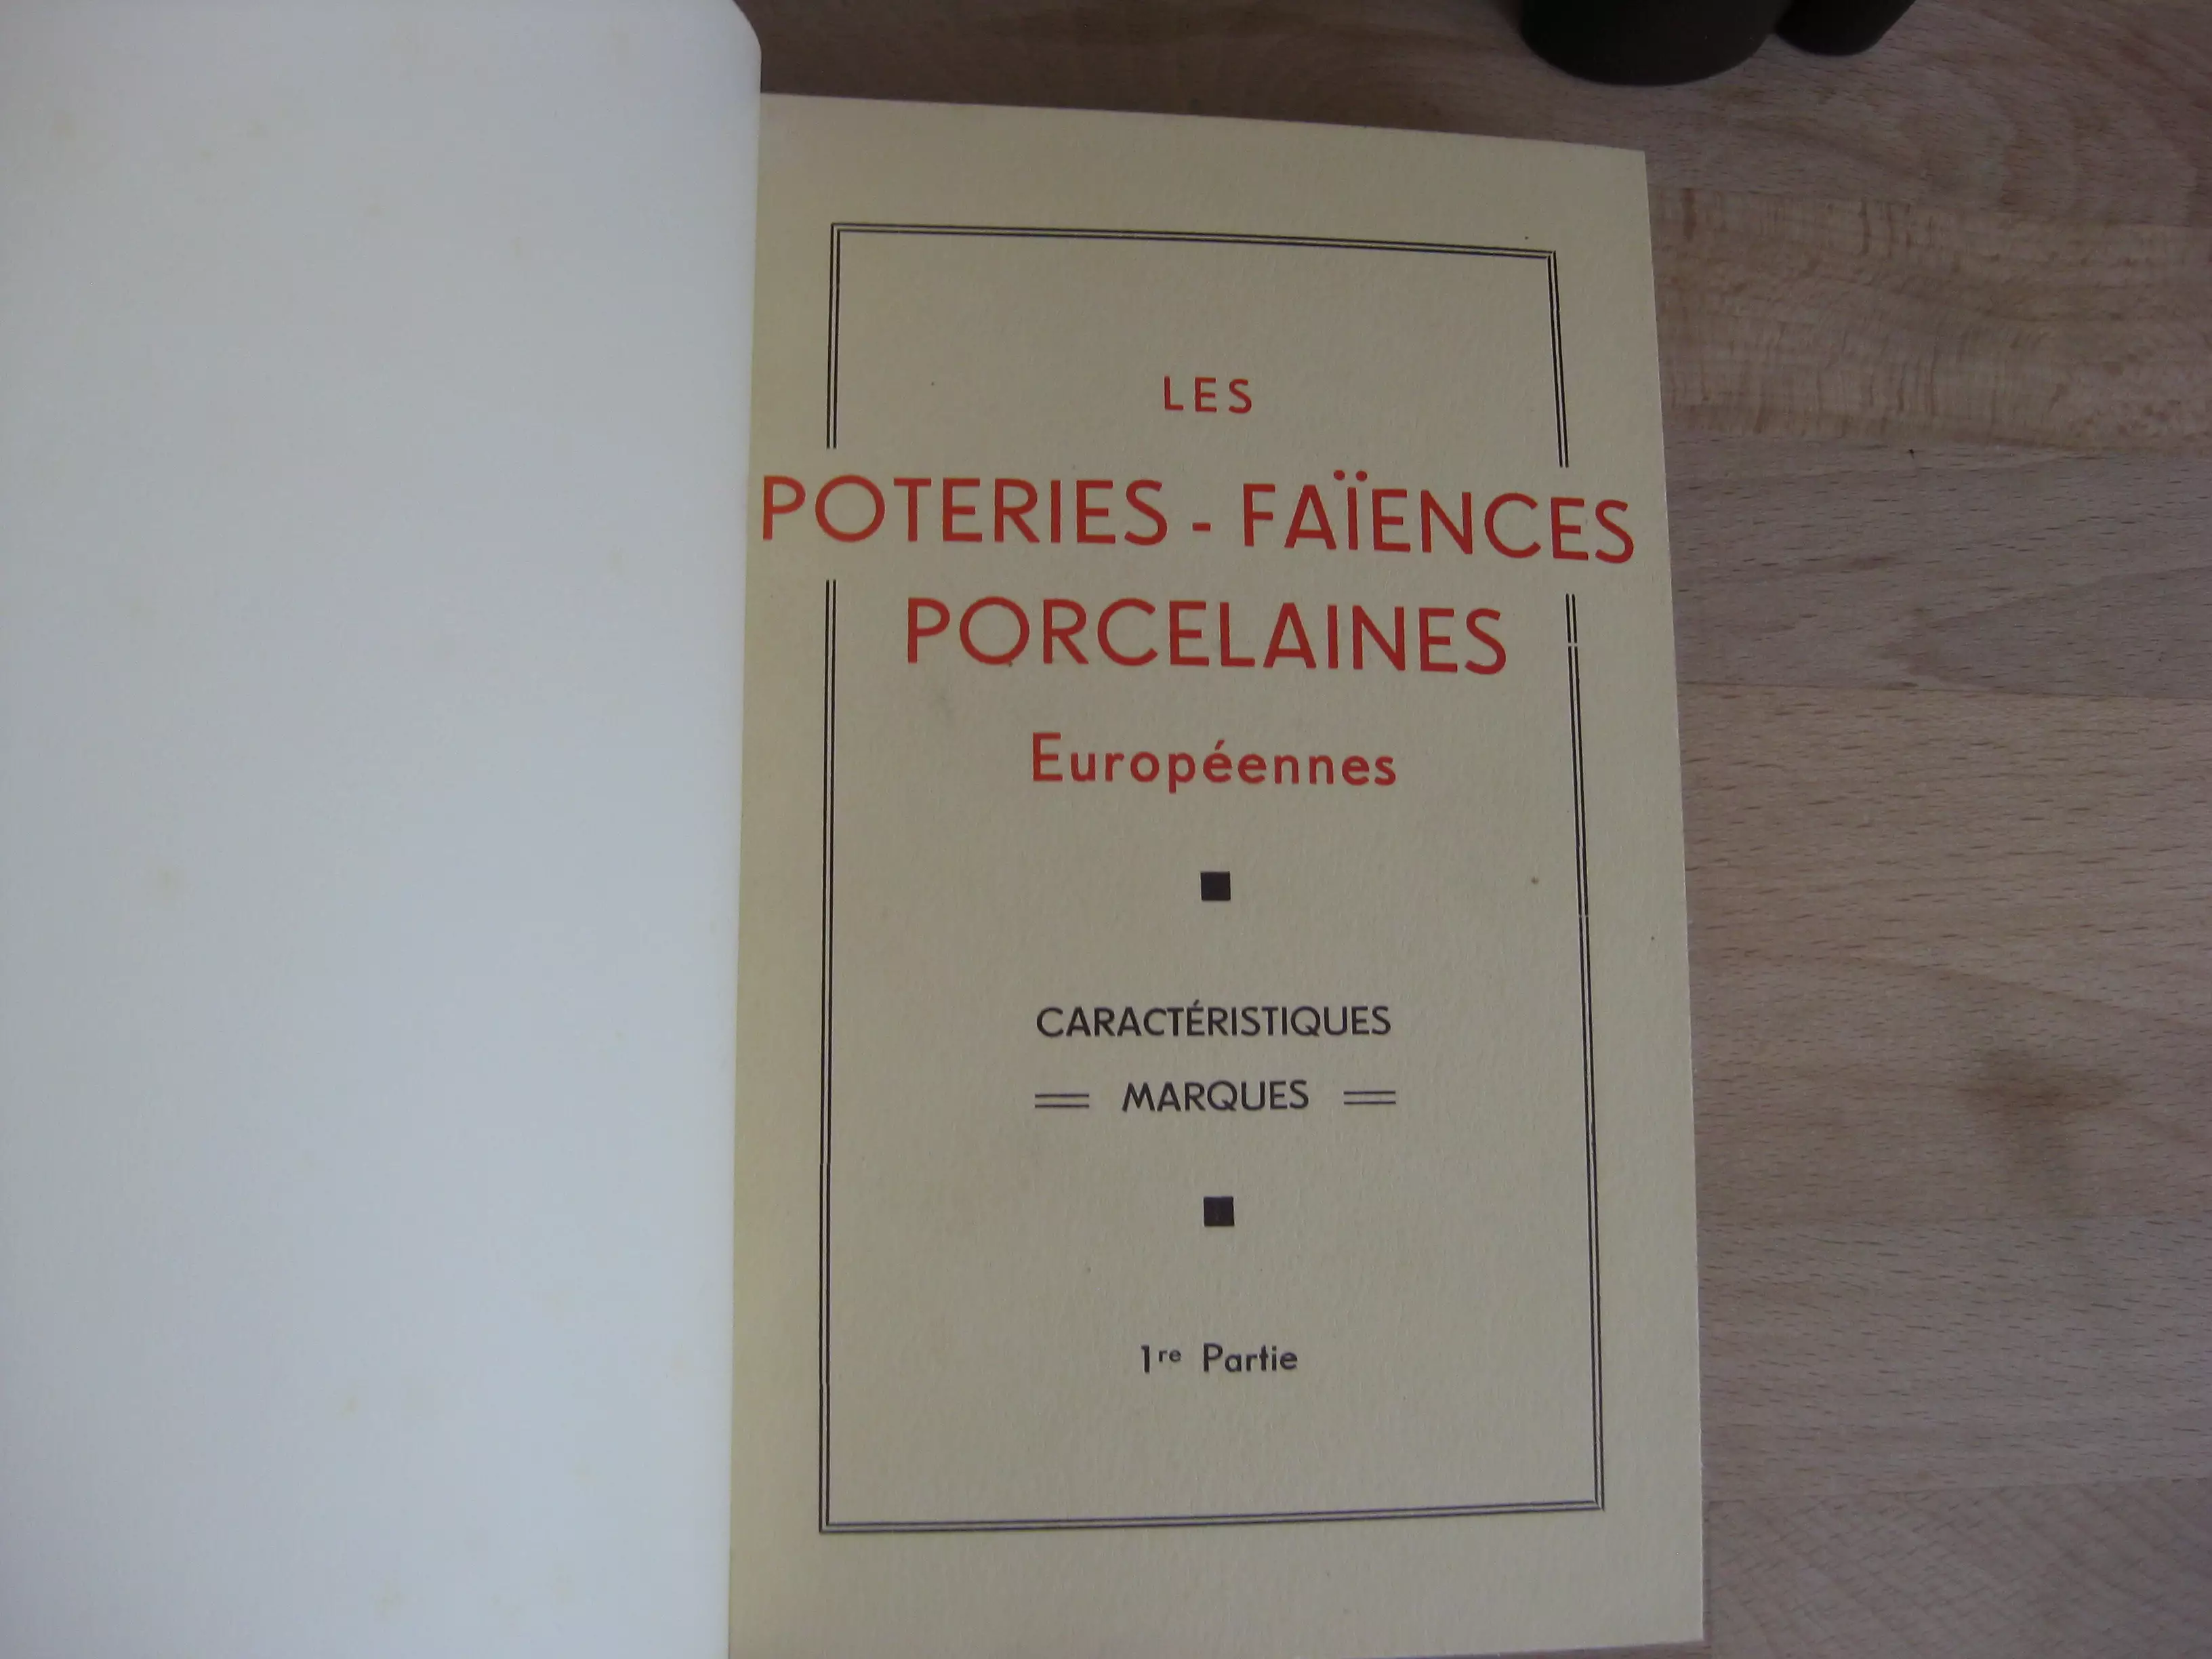 LES
POTERIES - FAÏENCES
PORCELAINES
Européennes
CARACTÉRISTIQUES
MARQUES
1re Partie